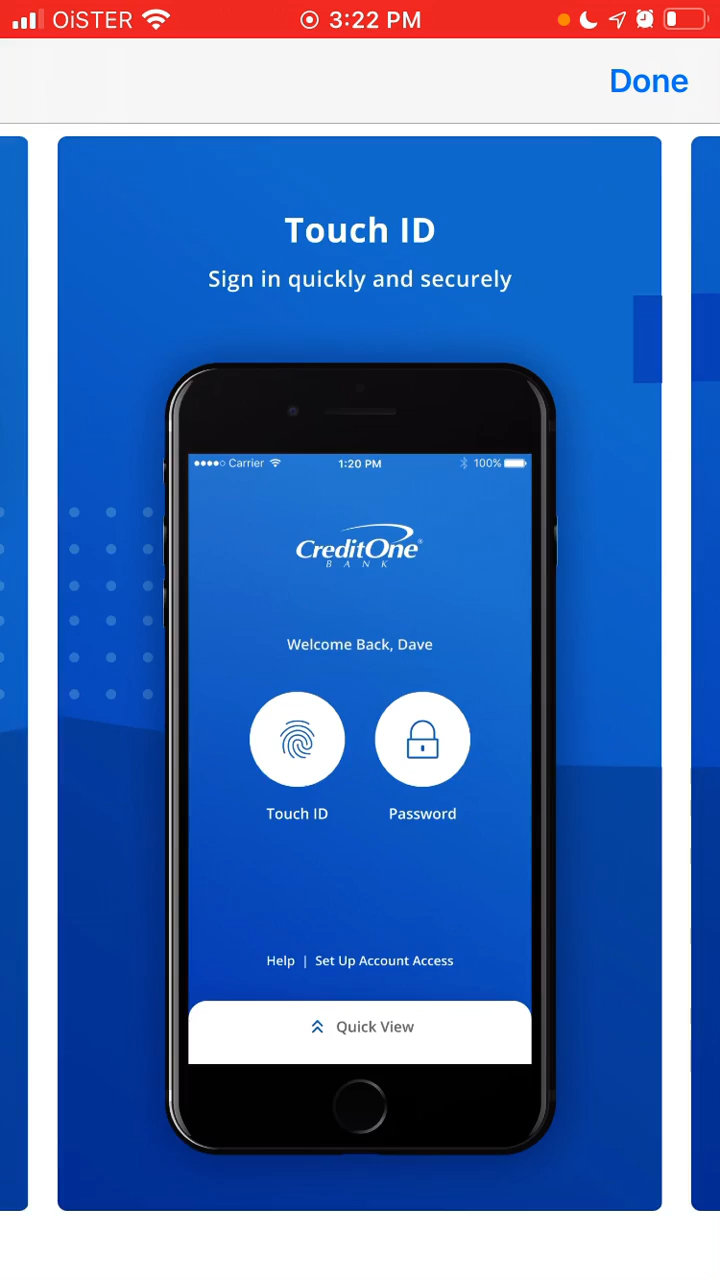 OiSTER 3:22 PM
Done
Touch ID
Sign in quickly and securely
Carrier 1:20 PM 100%
CreditOne®
BANK
Welcome Back, Dave
Touch ID Password
Help | Set Up Account Access
Quick View